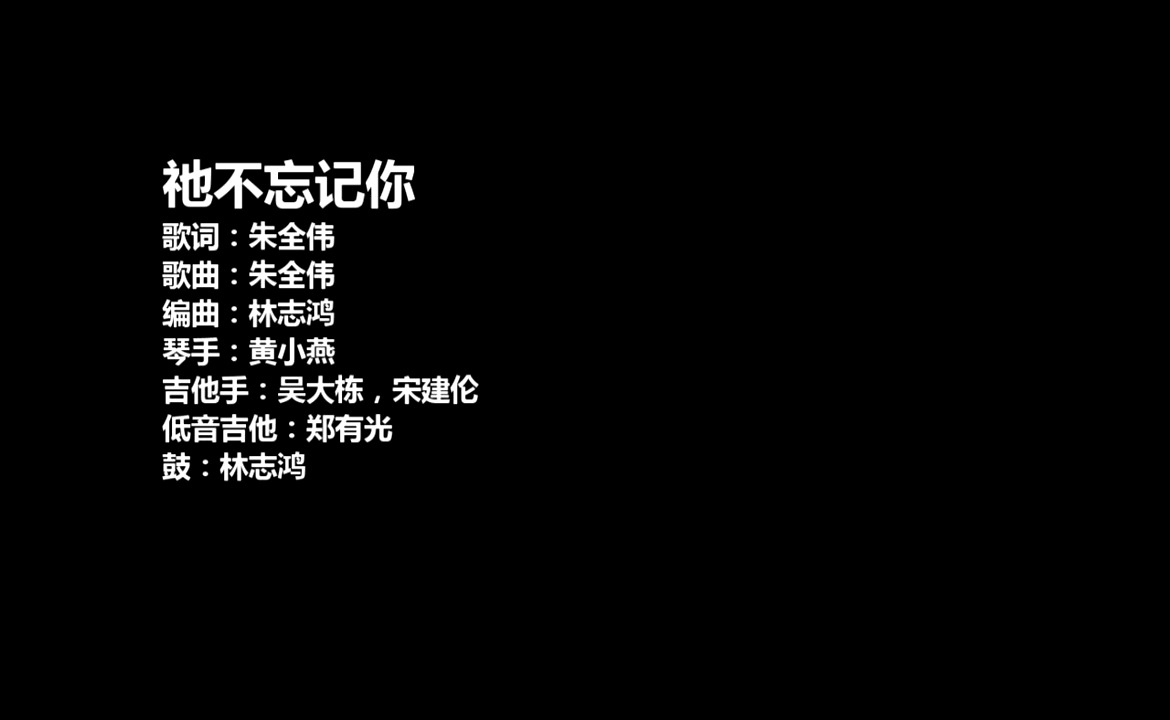 祂不忘记你
歌词：朱全伟
歌曲：朱全伟
编曲：林志鸿
琴手：黄小燕
吉他手：吴大栋，宋建伦
低音吉他：郑有光
鼓：林志鸿